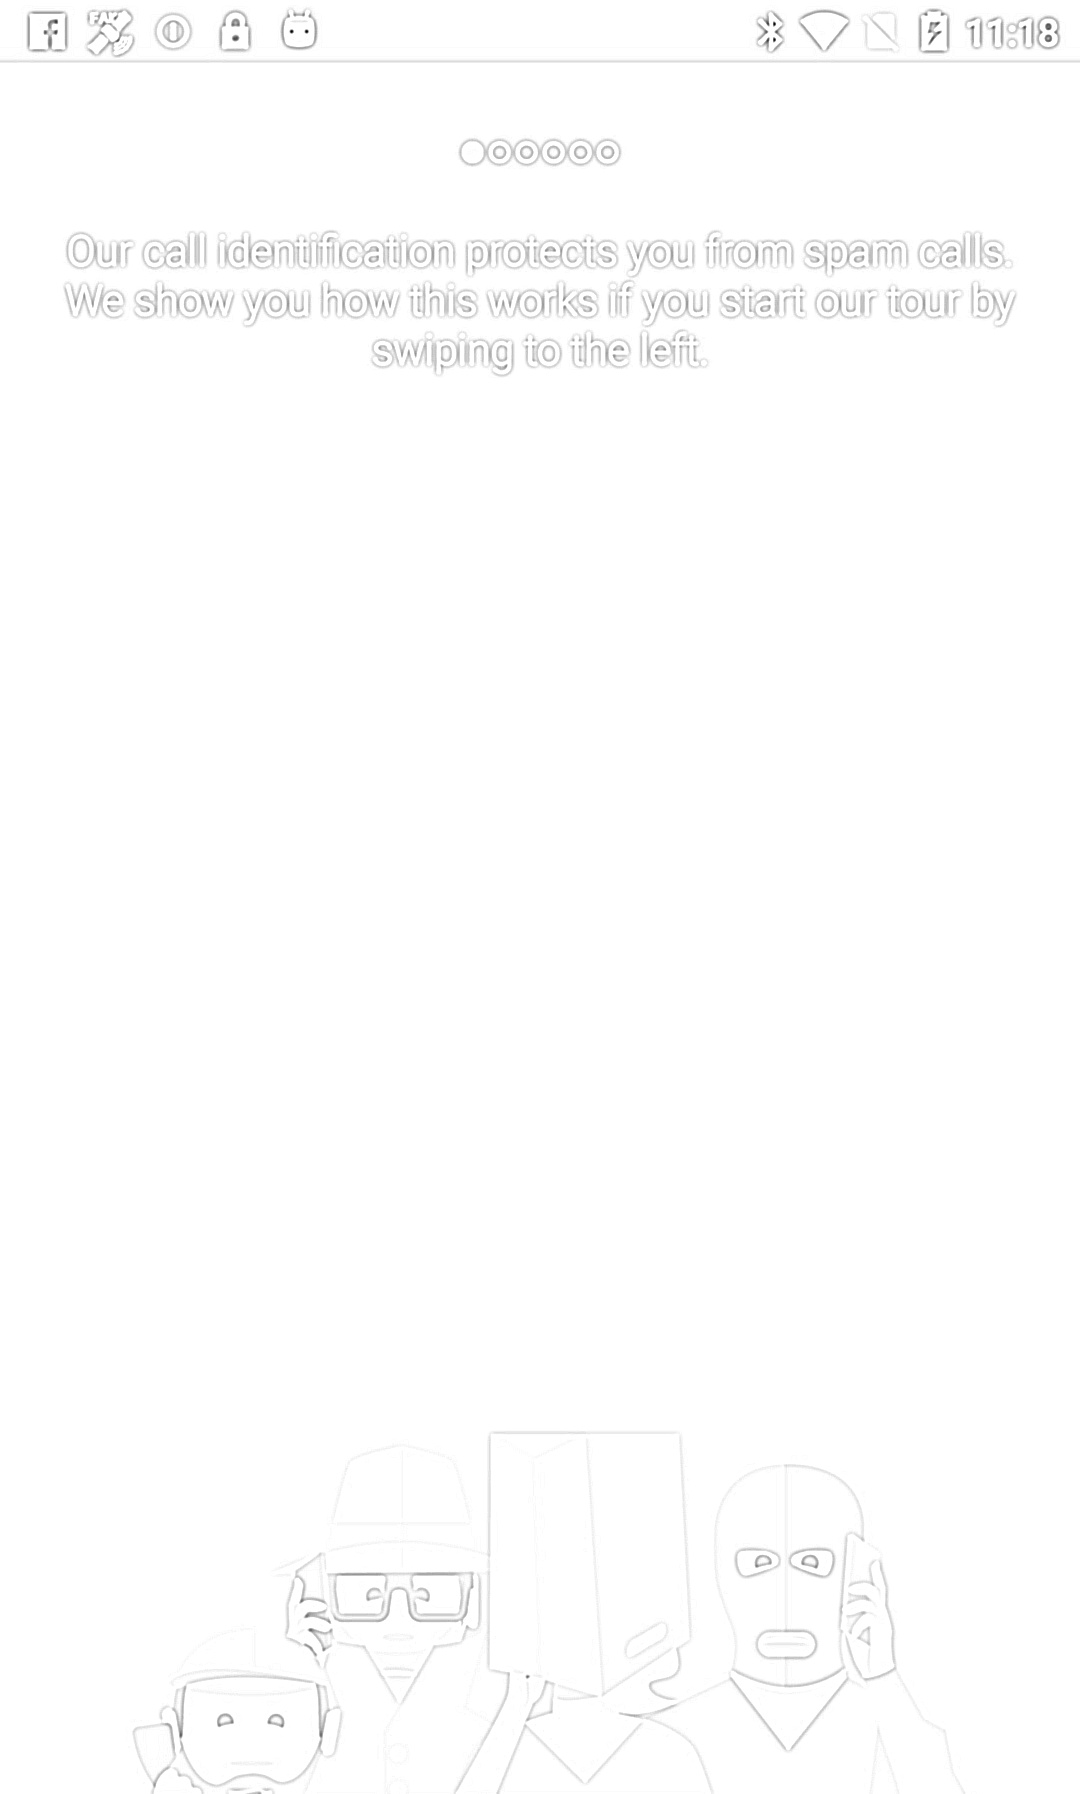 FAV
11:18
Our call identification protects you from spam calls.
We show you how this works if you start our tour by
swiping to the left.